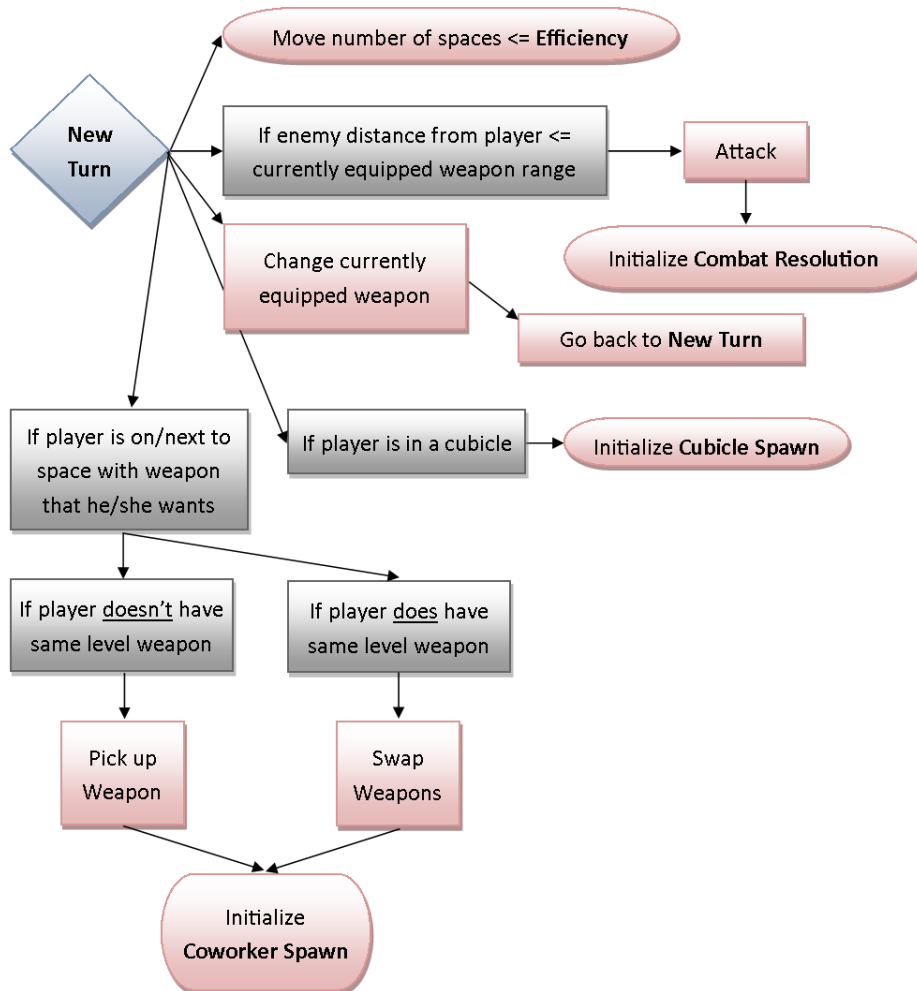 Move number of spaces <= Efficiency
New
Turn
If enemy distance from player <=
currently equipped weapon range
Attack
Initialize Combat Resolution
Change currently
equipped weapon
Go back to New Turn
If player is on/next to
space with weapon
that he/she wants
If player is in a cubicle
Initialize Cubicle Spawn
If player doesn't have
same level weapon
If player does have
same level weapon
Pick up
Weapon
Swap
Weapons
Initialize
Coworker Spawn